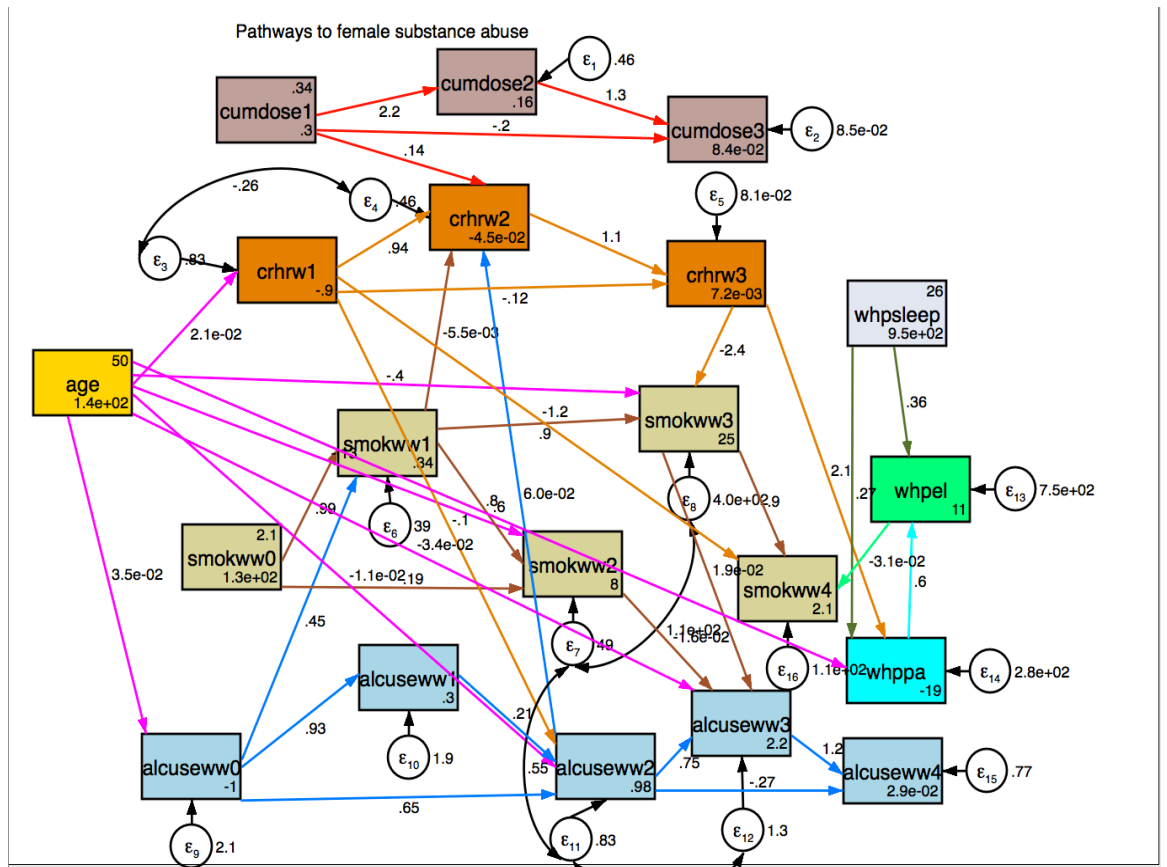 Pathways to female substance abuse
ε1 .46
cumdose2
.16
.34
cumdose1
.3
2.2
1.3
-.2
cumdose3
8.4e-02
ε2 8.5e-02
.14
-.26
ε4 .46
crhrw2
-4.5e-02
ε5 8.1e-02
ε3 .83
crhrw1
-.9
.94
1.1
crhrw3
7.2e-03
-.12
26
whpsleep
9.5e+02
2.1e-02
-5.5e-03
-2.4
.36
50
age
1.4e+02
-.4
smokww3
25
-1.2
.9
smokww1
.34
2.1
.27
whpel
11
ε13 7.5e+02
.99
ε6 39
.8
.6
6.0e-02
ε8 4.0e+02
.9
-.1
-3.4e-02
2.1
smokww0
1.3e+02
3.5e-02
-1.1e-02
.19
smokww2
8
1.9e-02
smokww4
2.1
-3.1e-02
.6
.45
ε7 49
1.1e+02
-1.6e-02
ε16 1.1e+02
whppa
-19
ε14 2.8e+02
alcuseww1
.3
.93
.21
alcuseww3
2.2
alcuseww0
-1
ε10 1.9
.55
alcuseww2
.98
.75
1.2
-.27
alcuseww4
2.9e-02
ε15 .77
.65
ε9 2.1
ε11 .83
ε12 1.3